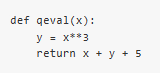 def qeval(x):
    y = x**3
    return x + y + 5